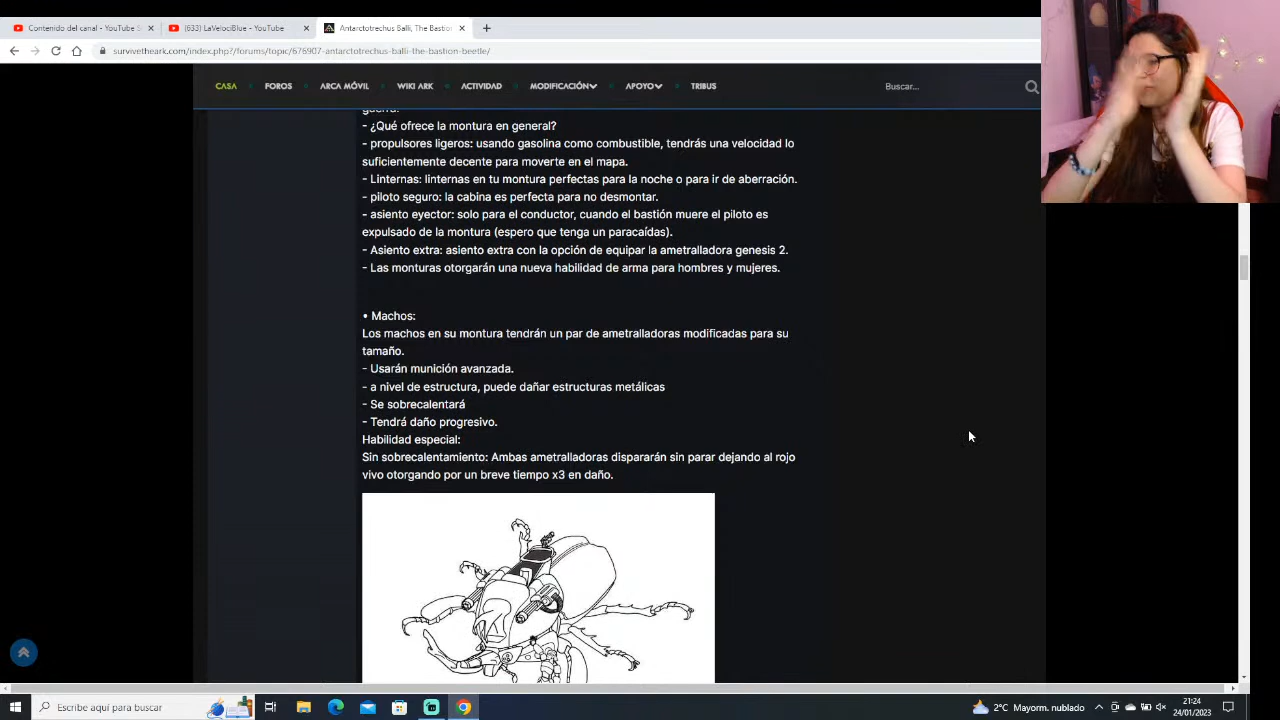 Contenido del canal - YouTube S
(633) LaVelociBlue - YouTube
Antarctotrechus Balli, The Bastio
survivetheark.com/index.php?/forums/topic/676907-antarctotrechus-balli-the-bastion-beetle/
CASA
FOROS
ARCA MÓVIL
WIKI ARK
ACTIVIDAD
MODIFICACIÓN
APOYO
TRIBUS
Buscar...
guerra.
- ¿Qué ofrece la montura en general?
- propulsores ligeros: usando gasolina como combustible, tendrás una velocidad lo
suficientemente decente para moverte en el mapa.
- Linternas: linternas en tu montura perfectas para la noche o para ir de aberración.
- piloto seguro: la cabina es perfecta para no desmontar.
- asiento eyector: solo para el conductor, cuando el bastión muere el piloto es
expulsado de la montura (espero que tenga un paracaídas).
- Asiento extra: asiento extra con la opción de equipar la ametralladora genesis 2.
- Las monturas otorgarán una nueva habilidad de arma para hombres y mujeres.
• Machos:
Los machos en su montura tendrán un par de ametralladoras modificadas para su
tamaño.
- Usarán munición avanzada.
- a nivel de estructura, puede dañar estructuras metálicas
- Se sobrecalentará
- Tendrá daño progresivo.
Habilidad especial:
Sin sobrecalentamiento: Ambas ametralladoras dispararán sin parar dejando al rojo
vivo otorgando por un breve tiempo x3 en daño.
Escribe aquí para buscar
2°C Mayorm. nublado
21:24
24/01/2023